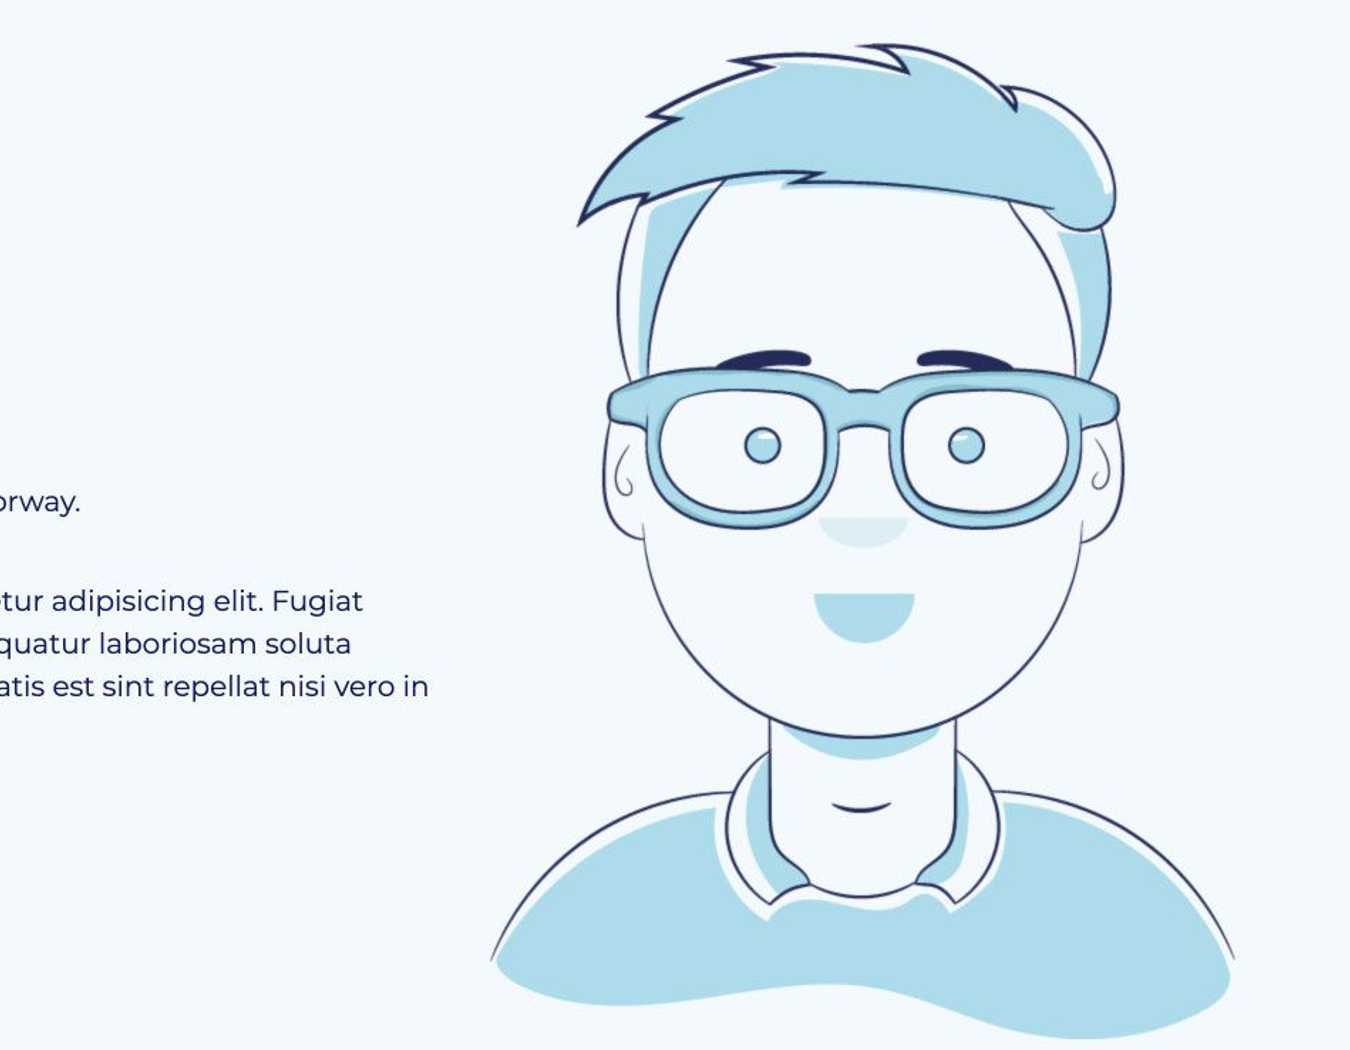 orway.
tur adipisicing elit. Fugiat
quatur laboriosam soluta
atis est sint repellat nisi vero in